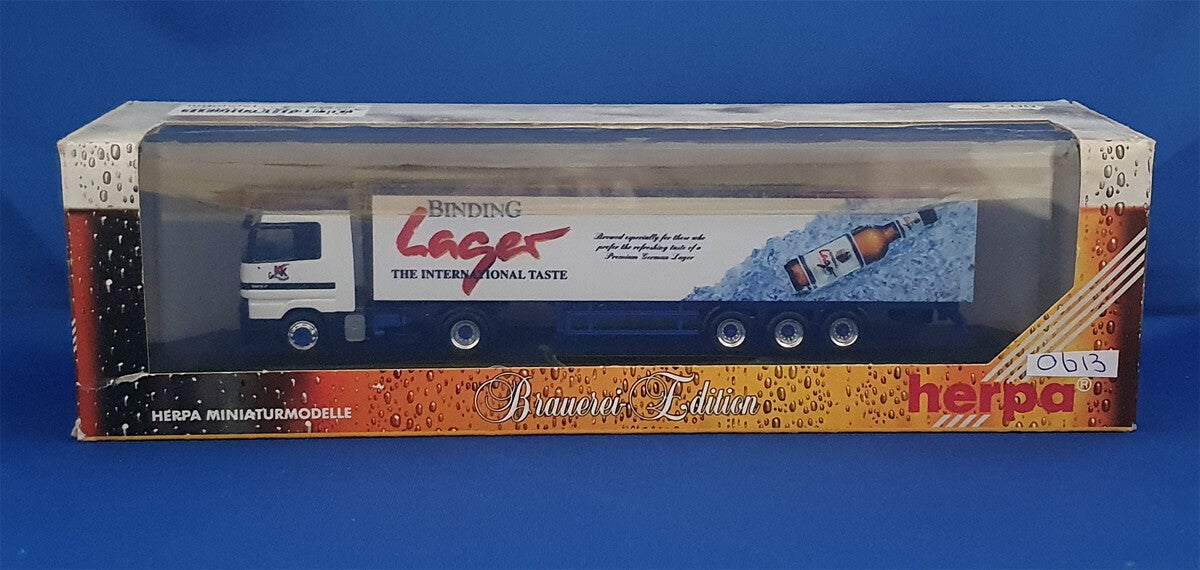 BINDING
Lager
THE INTERNATIONAL TASTE
Brewed especially for those who
prefer the refreshing taste of a
Premium German Lager
Lager
HERPA MINIATURMODELLE
Brauerei-Edition
herpa®
0613